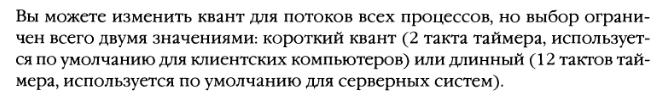 Вы можете изменить квант для потоков всех процессов, но выбор ограни-
чен всего двумя значениями: короткий квант (2 такта таймера, использует-
ся по умолчанию для клиентских компьютеров) или длинный (12 тактов тай-
мера, используется по умолчанию для серверных систем).